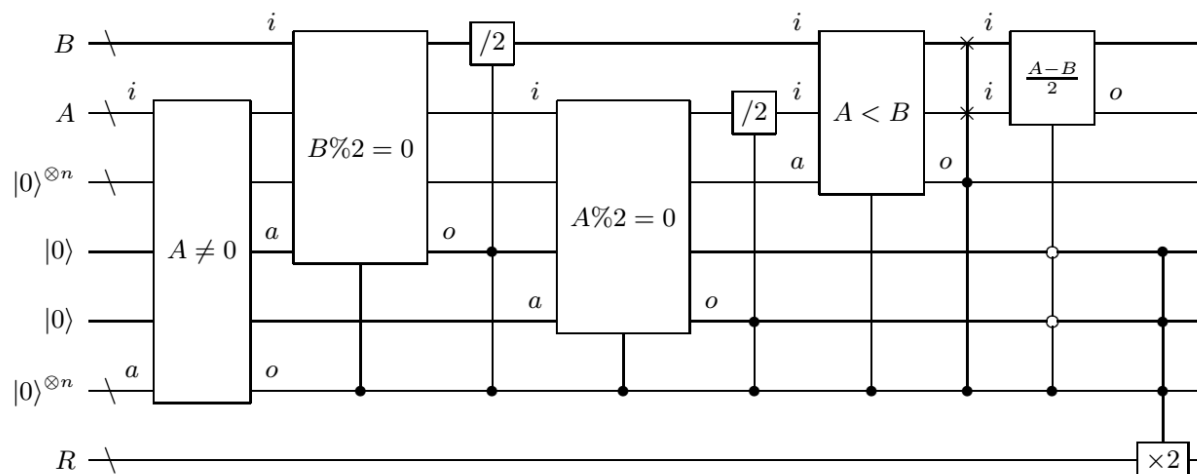 i i
B /2
A−B
2
i i i i o
A /2
A < B
B%2 = 0
a o
|0⟩⊗n
A%2 = 0
a o
|0⟩ A ≠ 0
a o
|0⟩
a o
|0⟩⊗n
R ×2